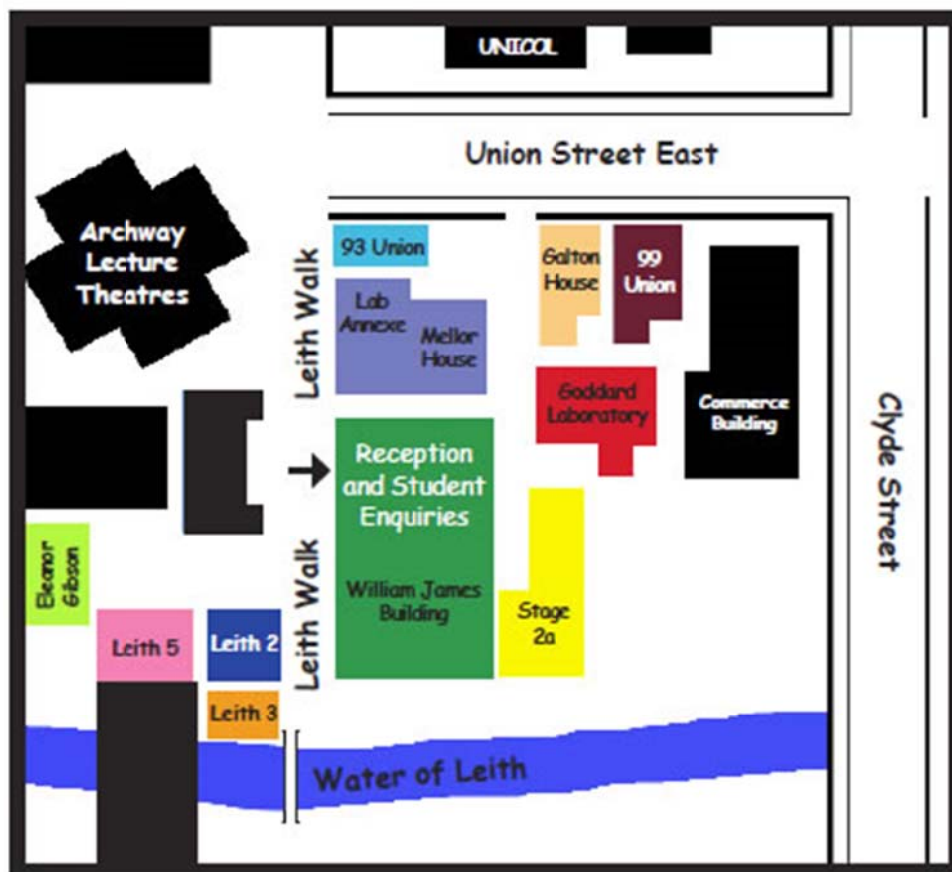 UNICOL
Union Street East
Archway
Lecture
Theatres
Leith Walk
93 Union
Galton
House
99
Union
Lab
Annexe
Mellor
House
Goddard
Laboratory
Commerce
Building
Clyde Street
Reception
and Student
Enquiries
Eleanor
Gibson
Leith Walk
William James
Building
Stage
2a
Leith 5
Leith 2
Leith 3
Water of Leith